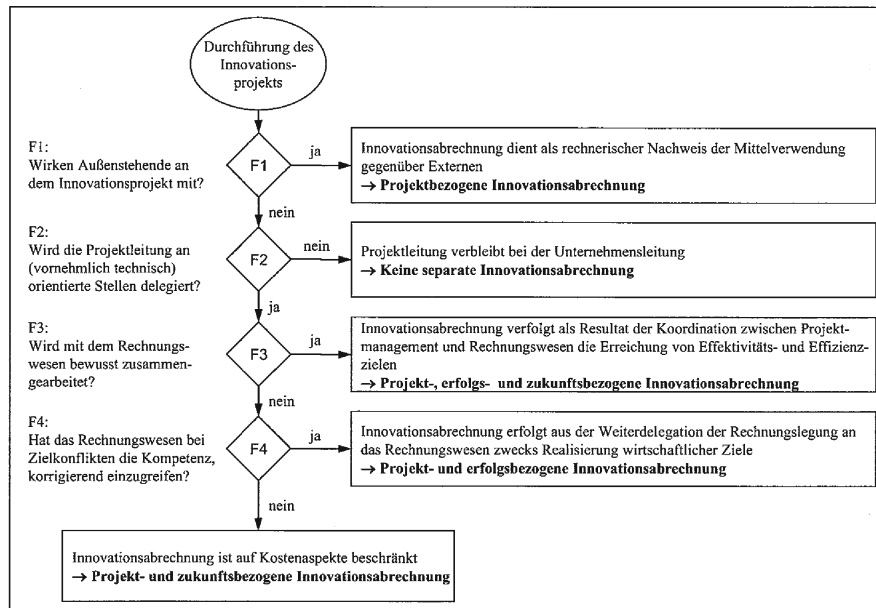 Durchführung des
Innovations-
projekts
F1:
Wirken Außenstehende an
dem Innovationsprojekt mit?
F1
ja
Innovationsabrechnung dient als rechnerischer Nachweis der Mittelverwendung
gegenüber Externen
→ Projektbezogene Innovationsabrechnung
nein
F2:
Wird die Projektleitung an
(vornehmlich technisch)
orientierte Stellen delegiert?
F2
nein
Projektleitung verbleibt bei der Unternehmensleitung
→ Keine separate Innovationsabrechnung
ja
F3:
Wird mit dem Rechnungs-
wesen bewusst zusammen-
gearbeitet?
F3
ja
Innovationsabrechnung verfolgt als Resultat der Koordination zwischen Projekt-
management und Rechnungswesen die Erreichung von Effektivitäts- und Effizienz-
zielen
→ Projekt-, erfolgs- und zukunftsbezogene Innovationsabrechnung
nein
F4:
Hat das Rechnungswesen bei
Zielkonflikten die Kompetenz,
korrigierend einzugreifen?
F4
ja
Innovationsabrechnung erfolgt aus der Weiterdelegation der Rechnungslegung an
das Rechnungswesen zwecks Realisierung wirtschaftlicher Ziele
→ Projekt- und erfolgsbezogene Innovationsabrechnung
nein
Innovationsabrechnung ist auf Kostenaspekte beschränkt
→ Projekt- und zukunftsbezogene Innovationsabrechnung